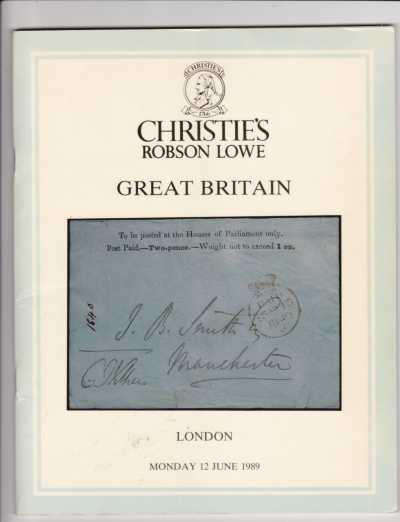 CHRISTIE'S
CHRISTIE'S
ROBSON LOWE
GREAT BRITAIN
To be posted at the Houses of Parliament only.
Post Paid.—Two-pence.—Weight not to exceed 1 oz.
1840
J. B. Smith
Manchester
LONDON
MONDAY 12 JUNE 1989